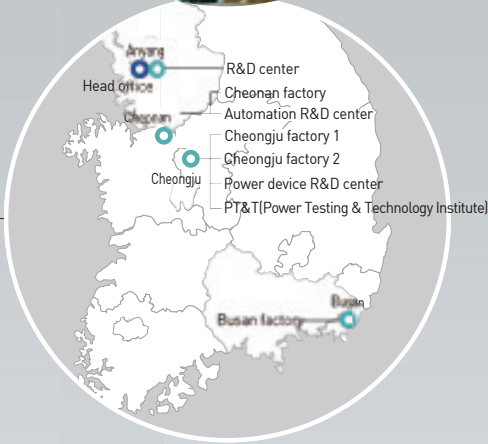 Anyang
R&D center
Head office
Cheonan factory
Automation R&D center
Cheonan
Cheongju factory 1
Cheongju factory 2
Cheongju
Power device R&D center
PT&T(Power Testing & Technology Institute)
Busan
Busan factory